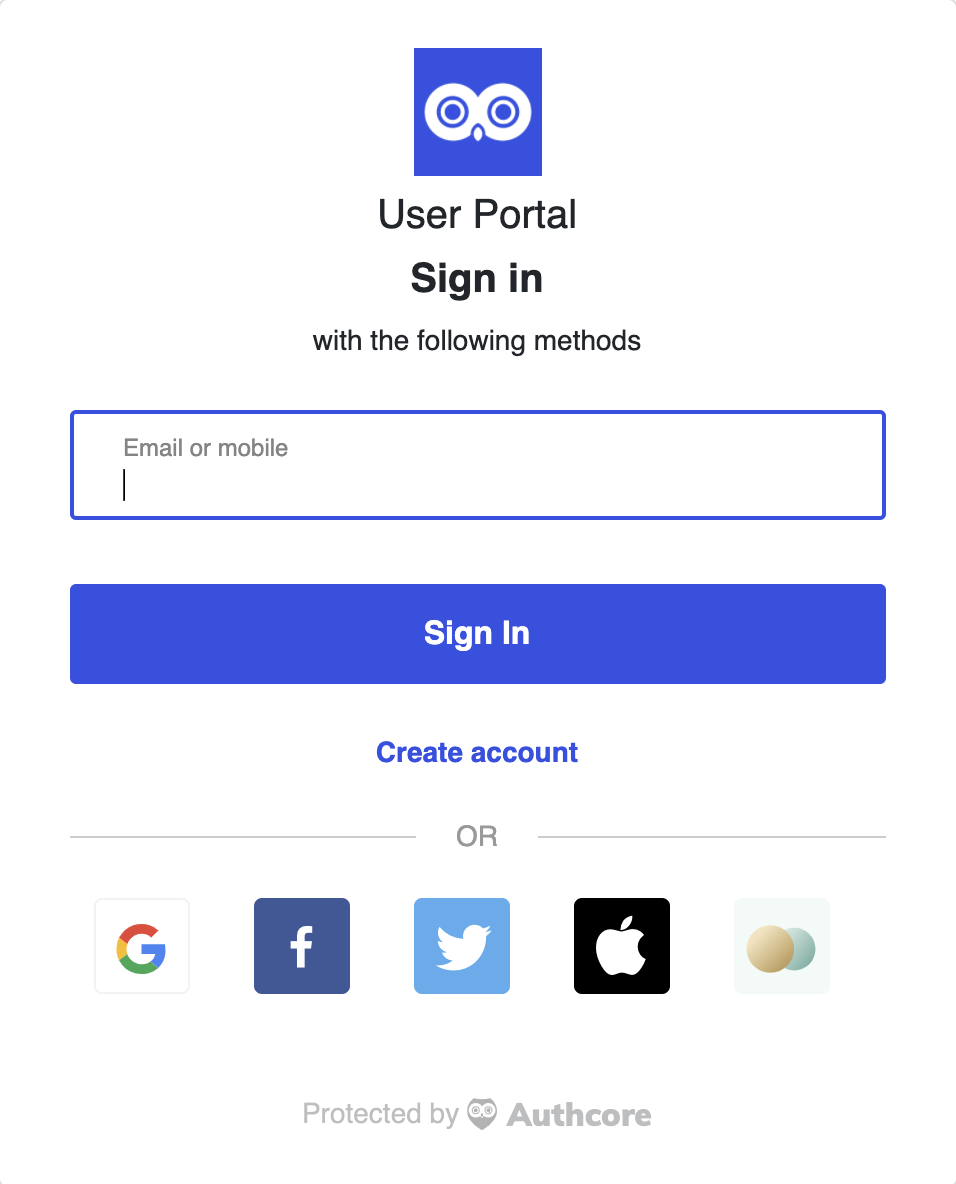 User Portal
Sign in
with the following methods
Email or mobile
Sign In
Create account
OR
Protected by Authcore